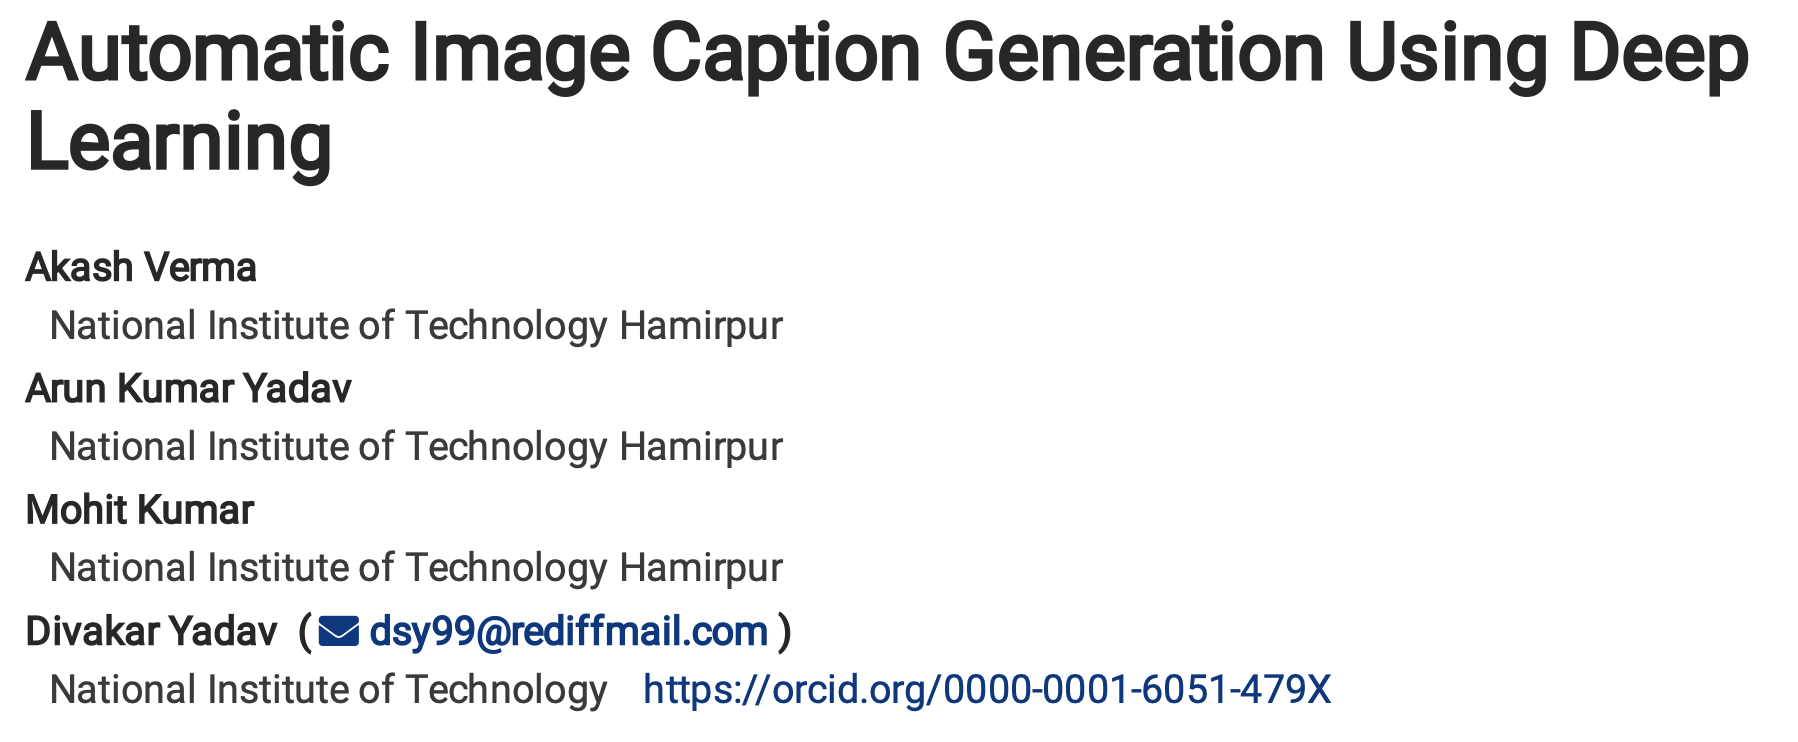 Automatic Image Caption Generation Using Deep
Learning
Akash Verma
National Institute of Technology Hamirpur
Arun Kumar Yadav
National Institute of Technology Hamirpur
Mohit Kumar
National Institute of Technology Hamirpur
Divakar Yadav ( dsy99@rediffmail.com )
National Institute of Technology https://orcid.org/0000-0001-6051-479X